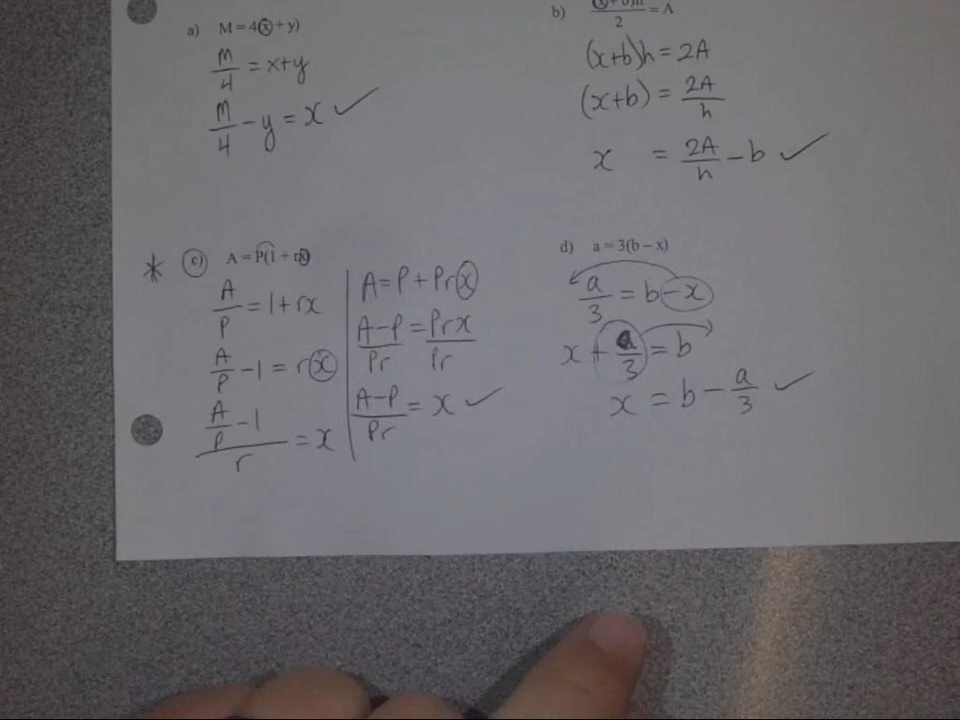 a) M = 4(x + y)
M/4 = x+y
M/4 - y = x ✓
b) (x + b)h/2 = A
(x+b)h = 2A
(x+b) = 2A/h
x = 2A/h - b ✓
* c) A = P(1 + rx)
A/P = 1+rx
A/P - 1 = rx
(A/P - 1)/r = x
A = P + Prx
(A-P)/Pr = Prx/Pr
(A-P)/Pr = x ✓
d) a = 3(b – x)
a/3 = b - x
x + a/3 = b
x = b - a/3 ✓